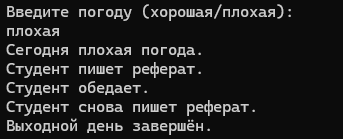 Введите погоду (хорошая/плохая):
плохая
Сегодня плохая погода.
Студент пишет реферат.
Студент обедает.
Студент снова пишет реферат.
Выходной день завершён.